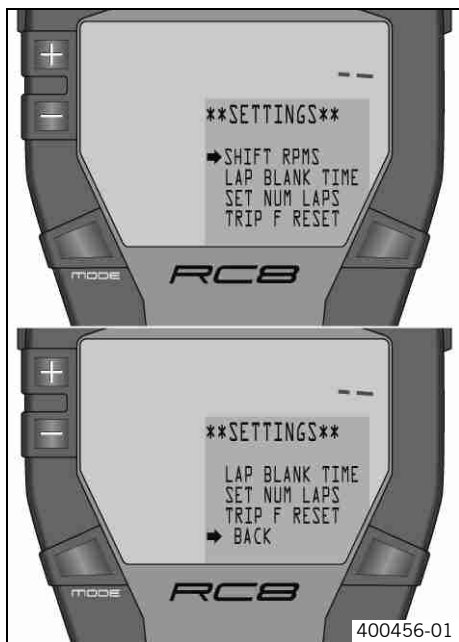 +
--
**SETTINGS**
➡SHIFT RPMS
LAP BLANK TIME
SET NUM LAPS
TRIP F RESET
−
MODE
RC8
+
--
**SETTINGS**
LAP BLANK TIME
SET NUM LAPS
TRIP F RESET
➡ BACK
−
MODE
RC8
400456-01